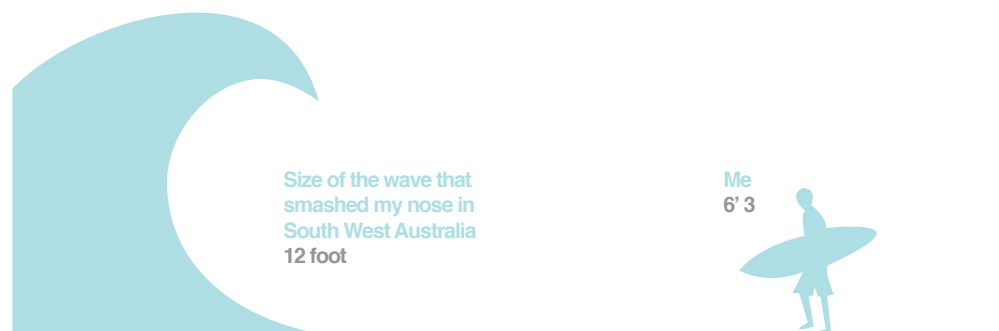 Size of the wave that
smashed my nose in
South West Australia
12 foot
Me
6’ 3